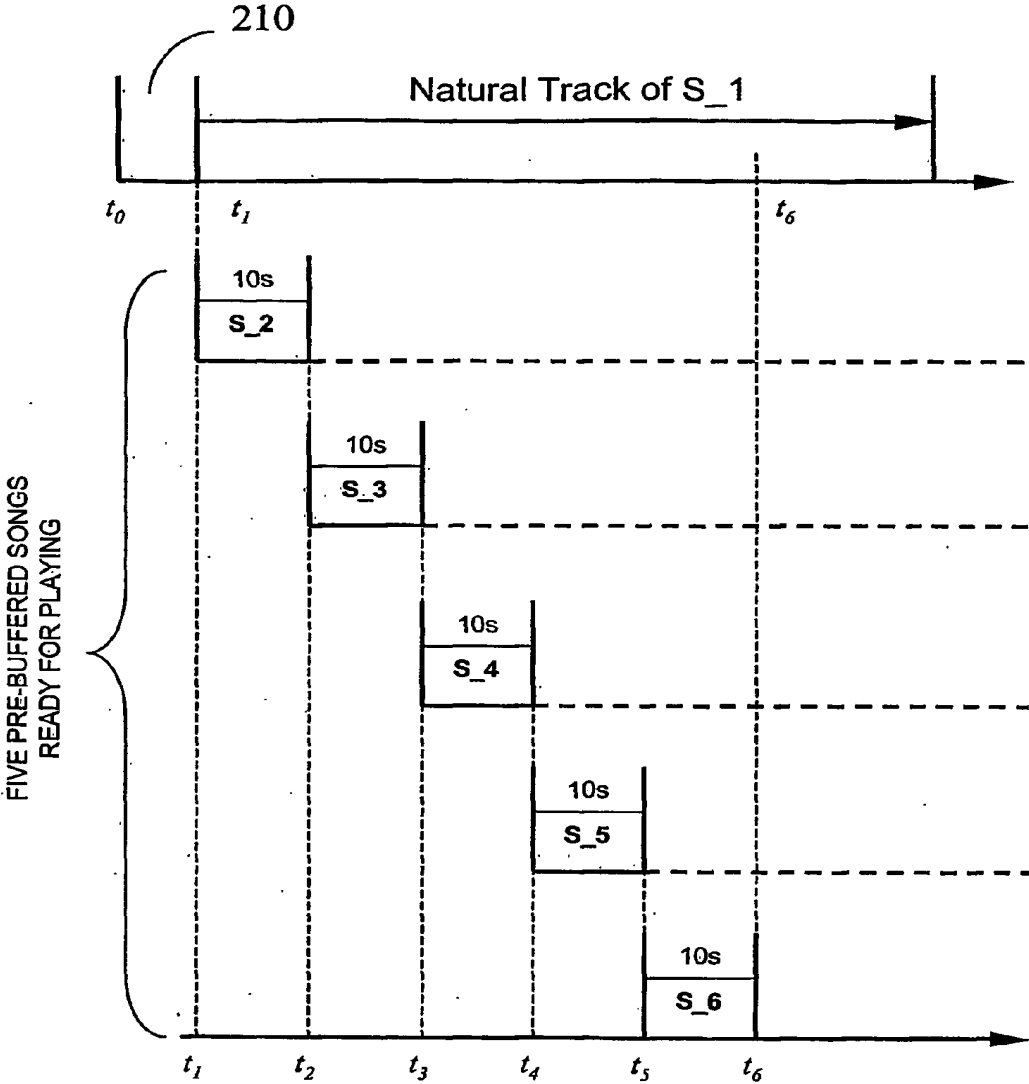 210
Natural Track of S_1
t0 t1 t6
10s
S_2
10s
S_3
10s
S_4
10s
S_5
10s
S_6
FIVE PRE-BUFFERED SONGS
READY FOR PLAYING
t1 t2 t3 t4 t5 t6